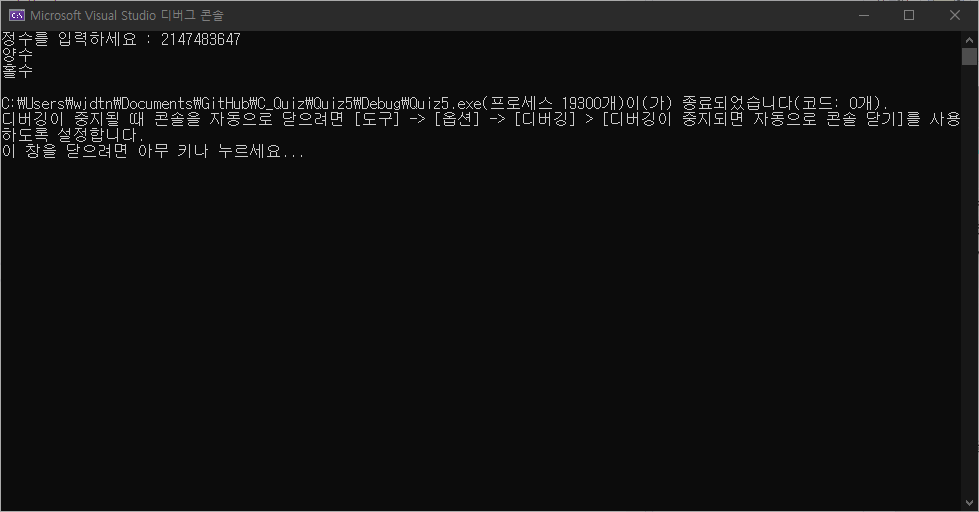 Microsoft Visual Studio 디버그 콘솔
정수를 입력하세요 : 2147483647
양수
홀수
C:\Users\wjdtn\Documents\GitHub\C_Quiz\Quiz5\Debug\Quiz5.exe(프로세스 19300개)이(가) 종료되었습니다(코드: 0개).
디버깅이 중지될 때 콘솔을 자동으로 닫으려면 [도구] -> [옵션] -> [디버깅] > [디버깅이 중지되면 자동으로 콘솔 닫기]를 사용
하도록 설정합니다.
이 창을 닫으려면 아무 키나 누르세요...